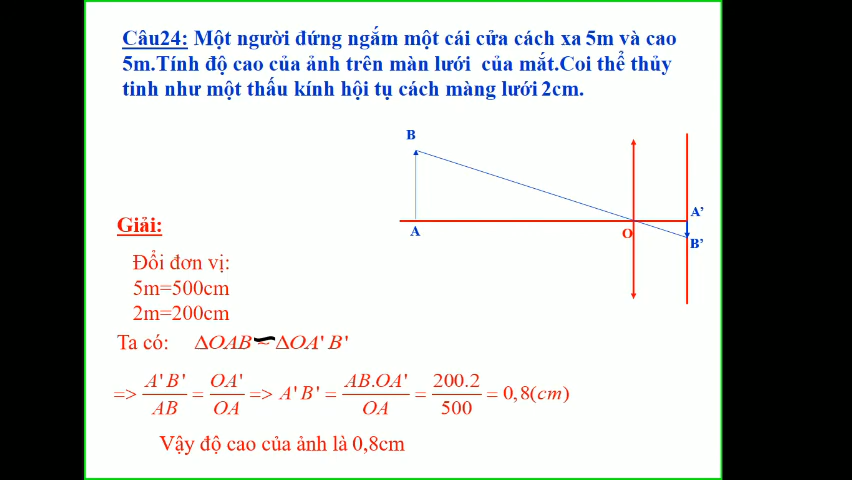 Câu24: Một người đứng ngắm một cái cửa cách xa 5m và cao
5m.Tính độ cao của ảnh trên màn lưới của mắt.Coi thể thủy
tinh như một thấu kính hội tụ cách màng lưới 2cm.
B
A
O
A'
B'
Giải:
Đổi đơn vị:
5m=500cm
2m=200cm
Ta có: ΔOAB ∽ ΔOA'B'
=> A'B'/AB = OA'/OA => A'B' = AB.OA'/OA = 200.2/500 = 0,8(cm)
Vậy độ cao của ảnh là 0,8cm